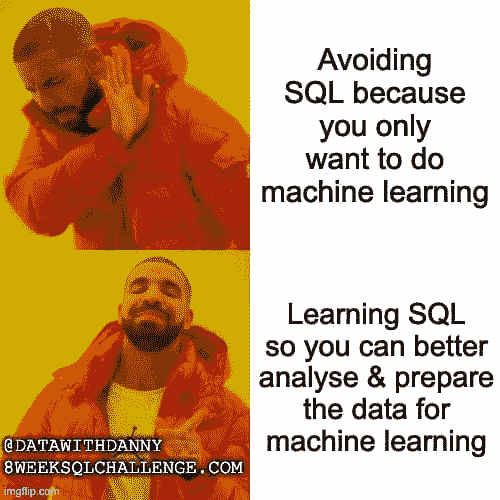 Avoiding
SQL because
you only
want to do
machine learning
Learning SQL
so you can better
analyse & prepare
the data for
machine learning
@DATAWITHDANNY
8WEEKSQLCHALLENGE.COM
imgflip.com